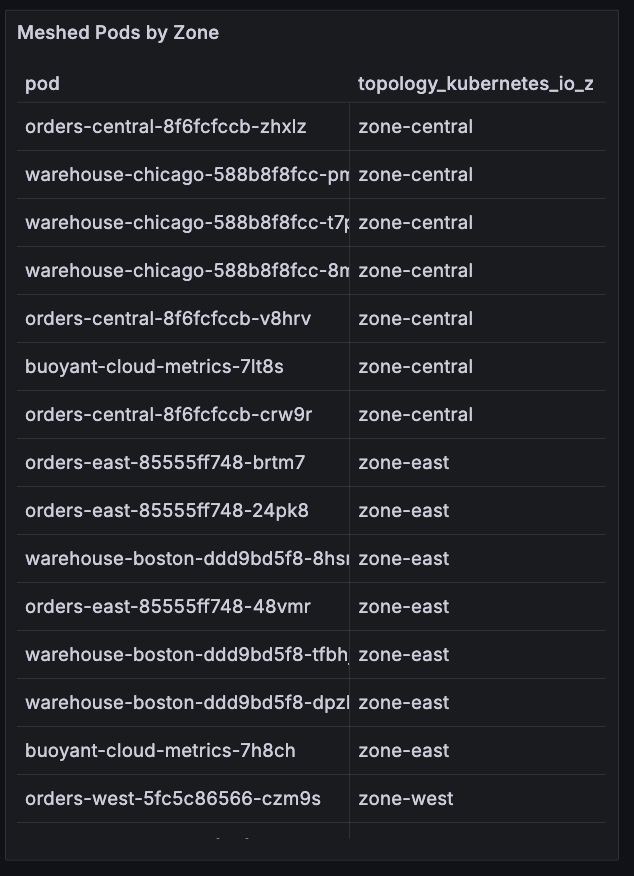 Meshed Pods by Zone
pod topology_kubernetes_io_z
orders-central-8f6fcfccb-zhxlz zone-central
warehouse-chicago-588b8f8fcc-pm zone-central
warehouse-chicago-588b8f8fcc-t7p zone-central
warehouse-chicago-588b8f8fcc-8m zone-central
orders-central-8f6fcfccb-v8hrv zone-central
buoyant-cloud-metrics-7lt8s zone-central
orders-central-8f6fcfccb-crw9r zone-central
orders-east-85555ff748-brtm7 zone-east
orders-east-85555ff748-24pk8 zone-east
warehouse-boston-ddd9bd5f8-8hsr zone-east
orders-east-85555ff748-48vmr zone-east
warehouse-boston-ddd9bd5f8-tfbhj zone-east
warehouse-boston-ddd9bd5f8-dpzl zone-east
buoyant-cloud-metrics-7h8ch zone-east
orders-west-5fc5c86566-czm9s zone-west